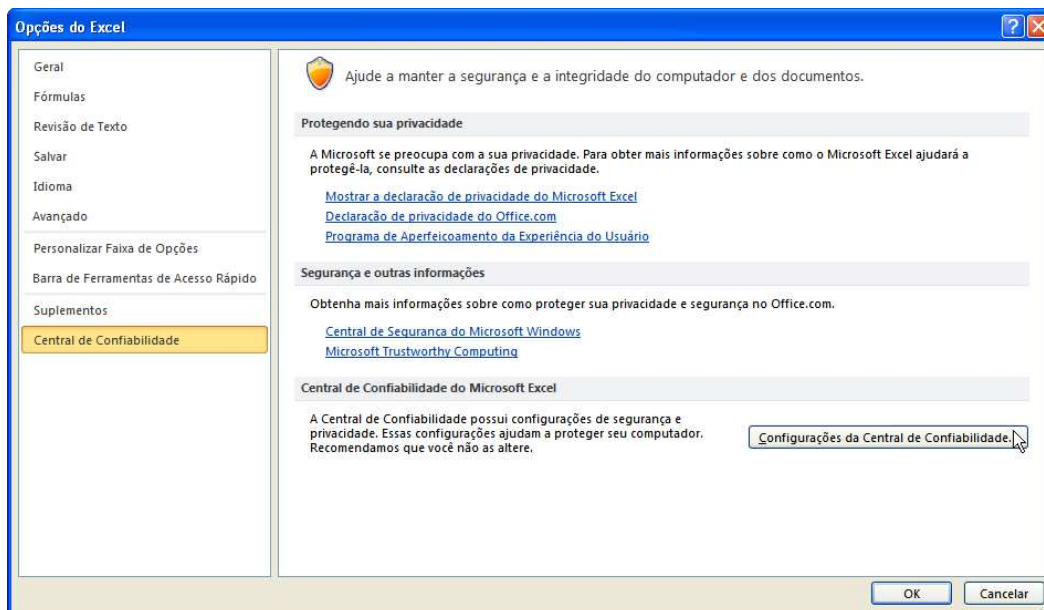 Opções do Excel
Geral
Fórmulas
Revisão de Texto
Salvar
Idioma
Avançado
Personalizar Faixa de Opções
Barra de Ferramentas de Acesso Rápido
Suplementos
Central de Confiabilidade
Ajude a manter a segurança e a integridade do computador e dos documentos.
Protegendo sua privacidade
A Microsoft se preocupa com a sua privacidade. Para obter mais informações sobre como o Microsoft Excel ajudará a
protegê-la, consulte as declarações de privacidade.
Mostrar a declaração de privacidade do Microsoft Excel
Declaração de privacidade do Office.com
Programa de Aperfeicoamento da Experiência do Usuário
Segurança e outras informações
Obtenha mais informações sobre como proteger sua privacidade e segurança no Office.com.
Central de Segurança do Microsoft Windows
Microsoft Trustworthy Computing
Central de Confiabilidade do Microsoft Excel
A Central de Confiabilidade possui configurações de segurança e
privacidade. Essas configurações ajudam a proteger seu computador.
Recomendamos que você não as altere.
Configurações da Central de Confiabilidade.
OK
Cancelar